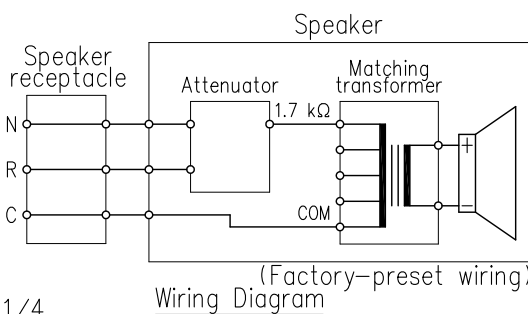 Speaker
Speaker
receptacle
Attenuator
Matching
transformer
N
1.7 kΩ
R
+
C
COM
−
(Factory-preset wiring)
1/4
Wiring Diagram